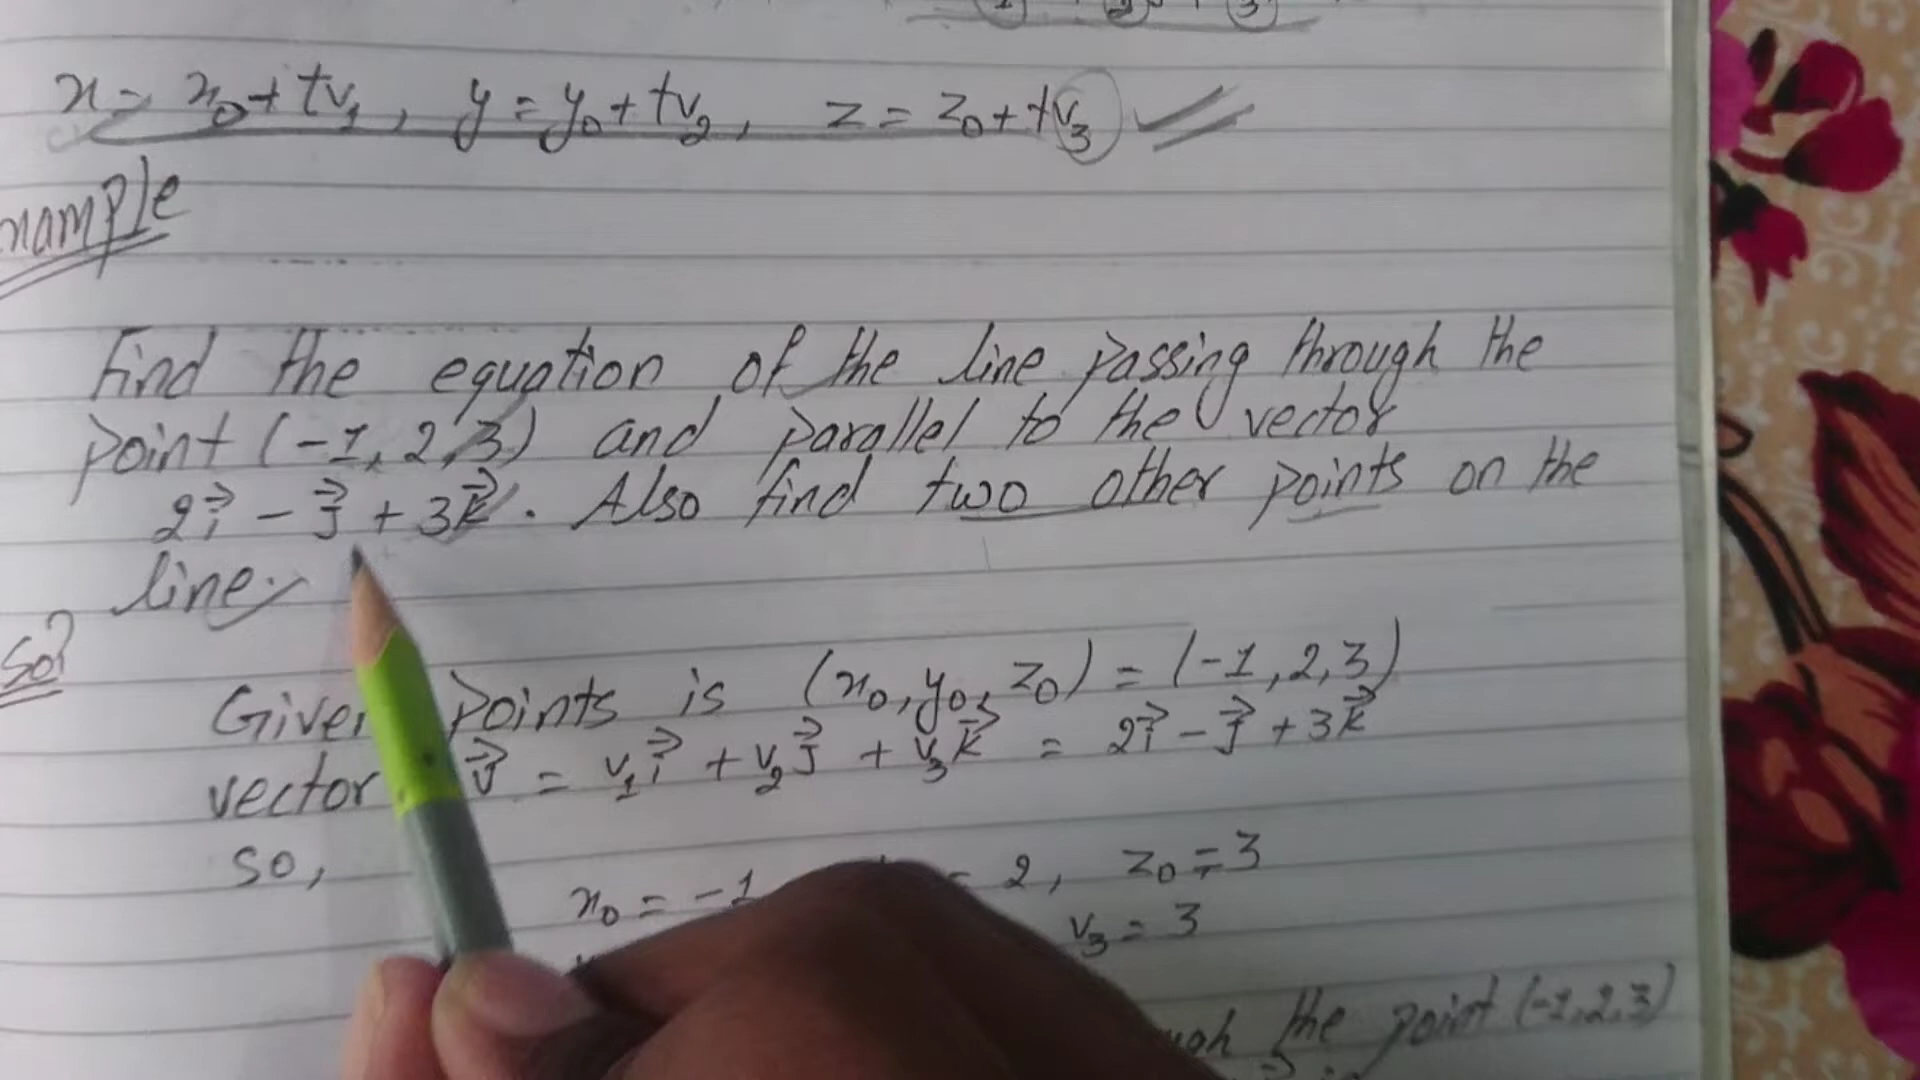 x = x₀ + tv₁, y = y₀ + tv₂, z = z₀ + tv₃
Find the equation of the line passing through the
point (-1, 2, 3) and parallel to the vector
2i⃗ - j⃗ + 3k⃗. Also find two other points on the
line.
Sol
Given points is (x₀, y₀, z₀) = (-1, 2, 3)
vector v⃗ = v₁i⃗ + v₂j⃗ + v₃k⃗ = 2i⃗ - j⃗ + 3k⃗
so,
x₀ = -1 = 2, z₀ = 3
v₃ = 3
the point (-1, 2, 3)